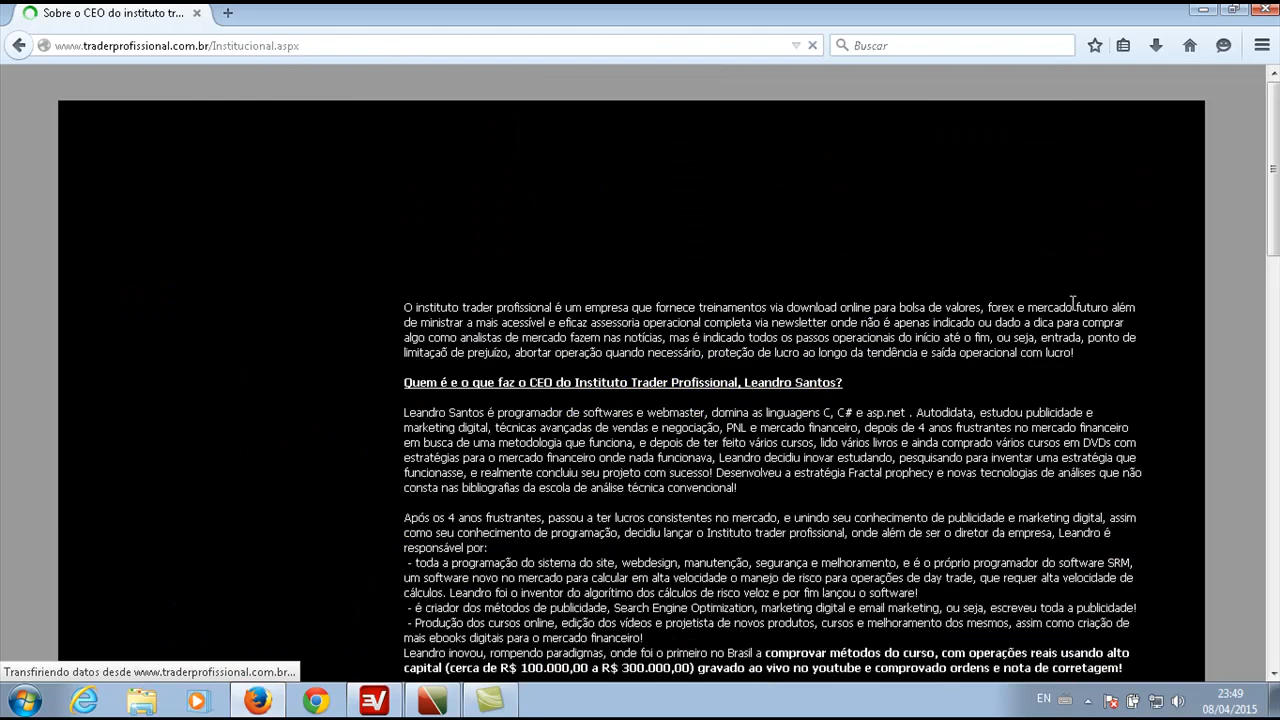 Sobre o CEO do instituto tr...
www.traderprofissional.com.br/Institucional.aspx
Buscar
O instituto trader profissional é um empresa que fornece treinamentos via download online para bolsa de valores, forex e mercado futuro além
de ministrar a mais acessível e eficaz assessoria operacional completa via newsletter onde não é apenas indicado ou dado a dica para comprar
algo como analistas de mercado fazem nas notícias, mas é indicado todos os passos operacionais do início até o fim, ou seja, entrada, ponto de
limitaçaõ de prejuízo, abortar operação quando necessário, proteção de lucro ao longo da tendência e saída operacional com lucro!
Quem é e o que faz o CEO do Instituto Trader Profissional, Leandro Santos?
Leandro Santos é programador de softwares e webmaster, domina as linguagens C, C# e asp.net . Autodidata, estudou publicidade e
marketing digital, técnicas avançadas de vendas e negociação, PNL e mercado financeiro, depois de 4 anos frustrantes no mercado financeiro
em busca de uma metodologia que funciona, e depois de ter feito vários cursos, lido vários livros e ainda comprado vários cursos em DVDs com
estratégias para o mercado financeiro onde nada funcionava, Leandro decidiu inovar estudando, pesquisando para inventar uma estratégia que
funcionasse, e realmente concluiu seu projeto com sucesso! Desenvolveu a estratégia Fractal prophecy e novas tecnologias de análises que não
consta nas bibliografias da escola de análise técnica convencional!
Após os 4 anos frustrantes, passou a ter lucros consistentes no mercado, e unindo seu conhecimento de publicidade e marketing digital, assim
como seu conhecimento de programação, decidiu lançar o Instituto trader profissional, onde além de ser o diretor da empresa, Leandro é
responsável por:
- toda a programação do sistema do site, webdesign, manutenção, segurança e melhoramento, e é o próprio programador do software SRM,
um software novo no mercado para calcular em alta velocidade o manejo de risco para operações de day trade, que requer alta velocidade de
cálculos. Leandro foi o inventor do algorítimo dos cálculos de risco veloz e por fim lançou o software!
- é criador dos métodos de publicidade, Search Engine Optimization, marketing digital e email marketing, ou seja, escreveu toda a publicidade!
- Produção dos cursos online, edição dos vídeos e projetista de novos produtos, cursos e melhoramento dos mesmos, assim como criação de
mais ebooks digitais para o mercado financeiro!
Leandro inovou, rompendo paradigmas, onde foi o primeiro no Brasil a comprovar métodos do curso, com operações reais usando alto
capital (cerca de R$ 100.000,00 a R$ 300.000,00) gravado ao vivo no youtube e comprovado ordens e nota de corretagem!
Transfiriendo datos desde www.traderprofissional.com.br...
EV
EN
23:49
08/04/2015